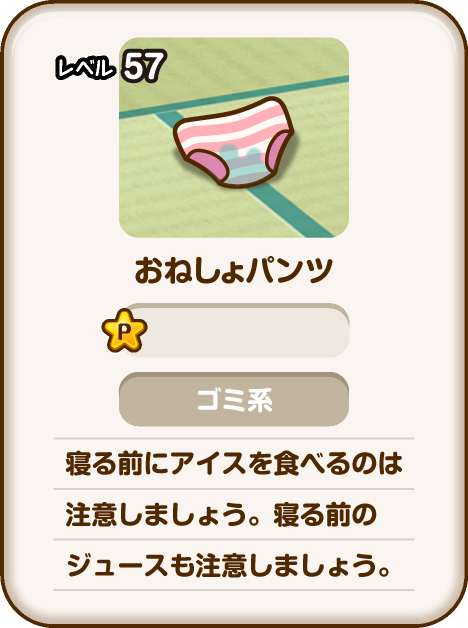 レベル 57
おねしょパンツ
P
ゴミ系
寝る前にアイスを食べるのは
注意しましょう。寝る前の
ジュースも注意しましょう。